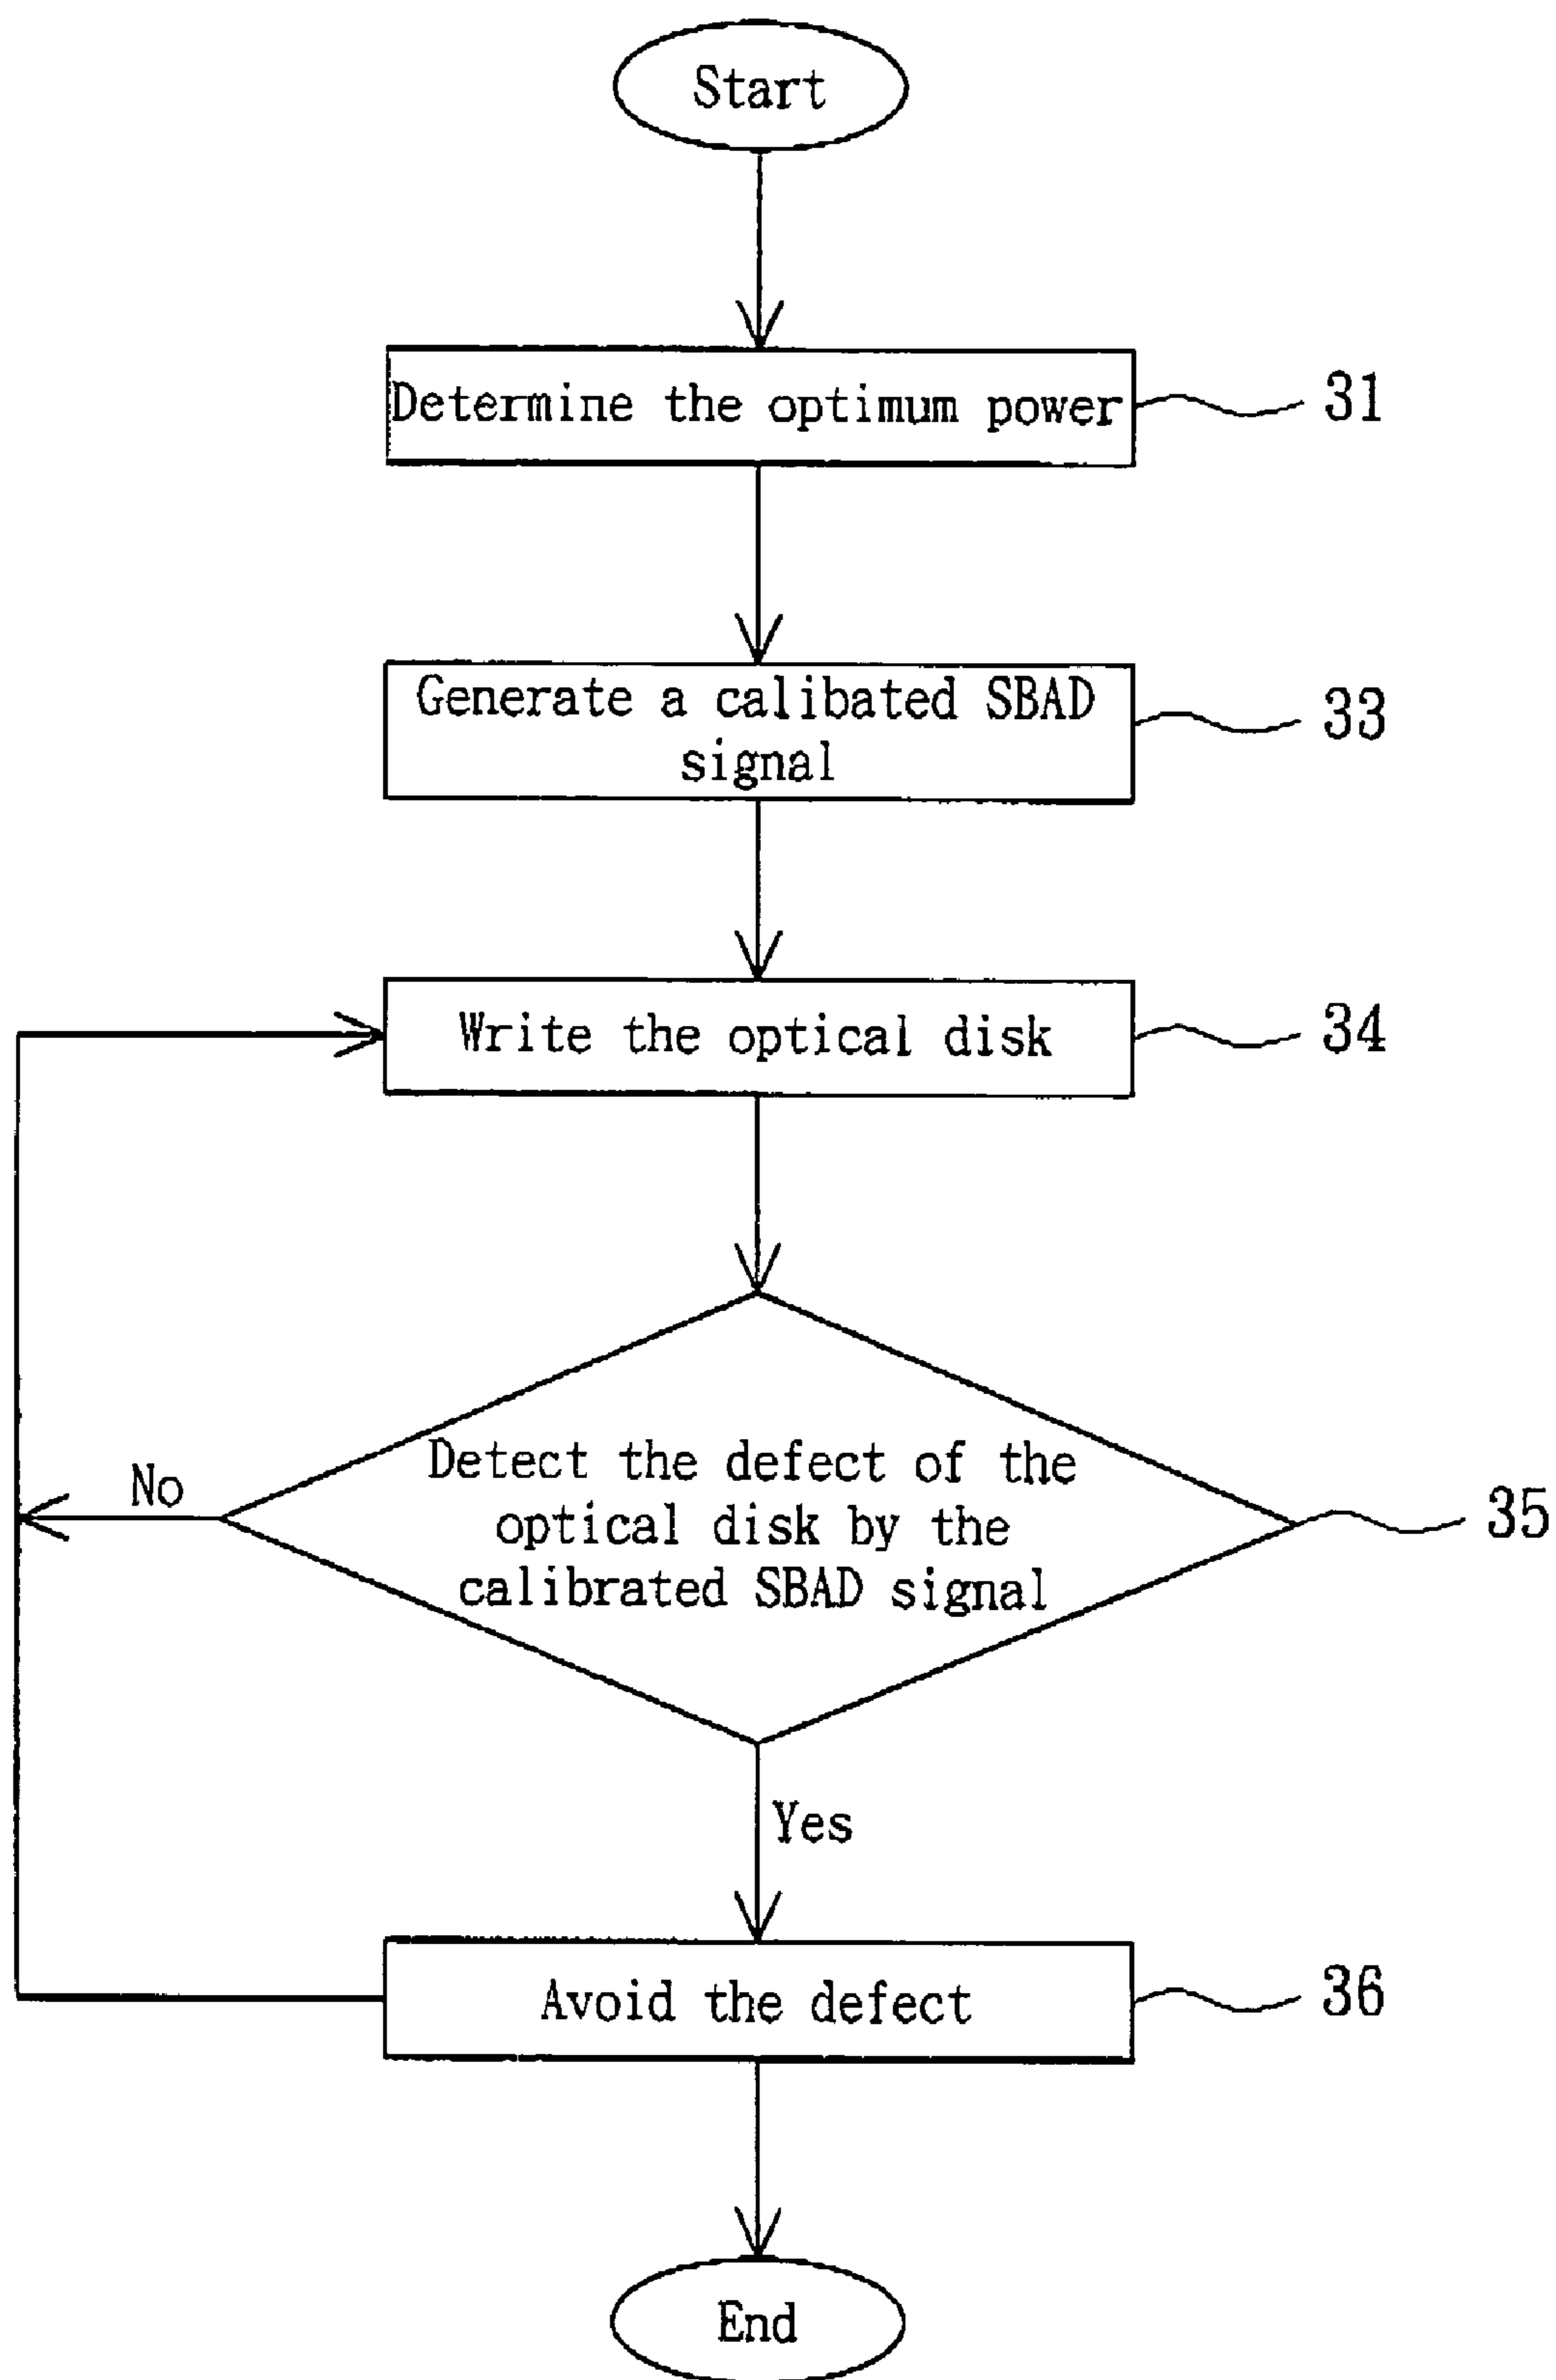 Start
Determine the optimum power
31
Generate a calibated SBAD
signal
33
Write the optical disk
34
Detect the defect of the
optical disk by the
calibrated SBAD signal
35
No
Yes
Avoid the defect
36
End